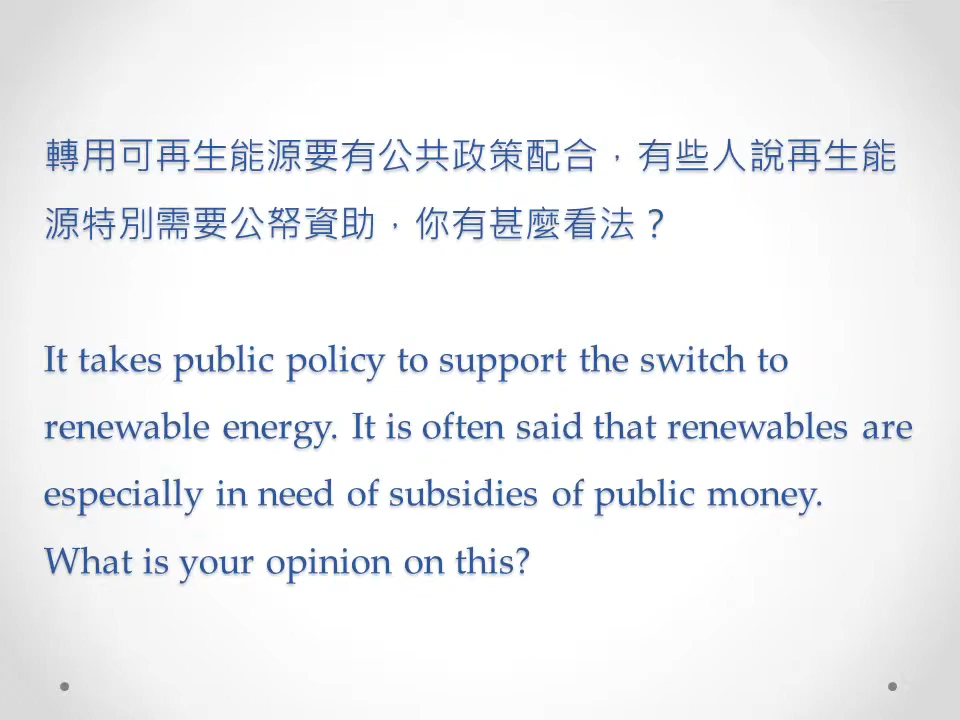 轉用可再生能源要有公共政策配合，有些人說再生能
源特別需要公帑資助，你有甚麼看法？
It takes public policy to support the switch to
renewable energy. It is often said that renewables are
especially in need of subsidies of public money.
What is your opinion on this?